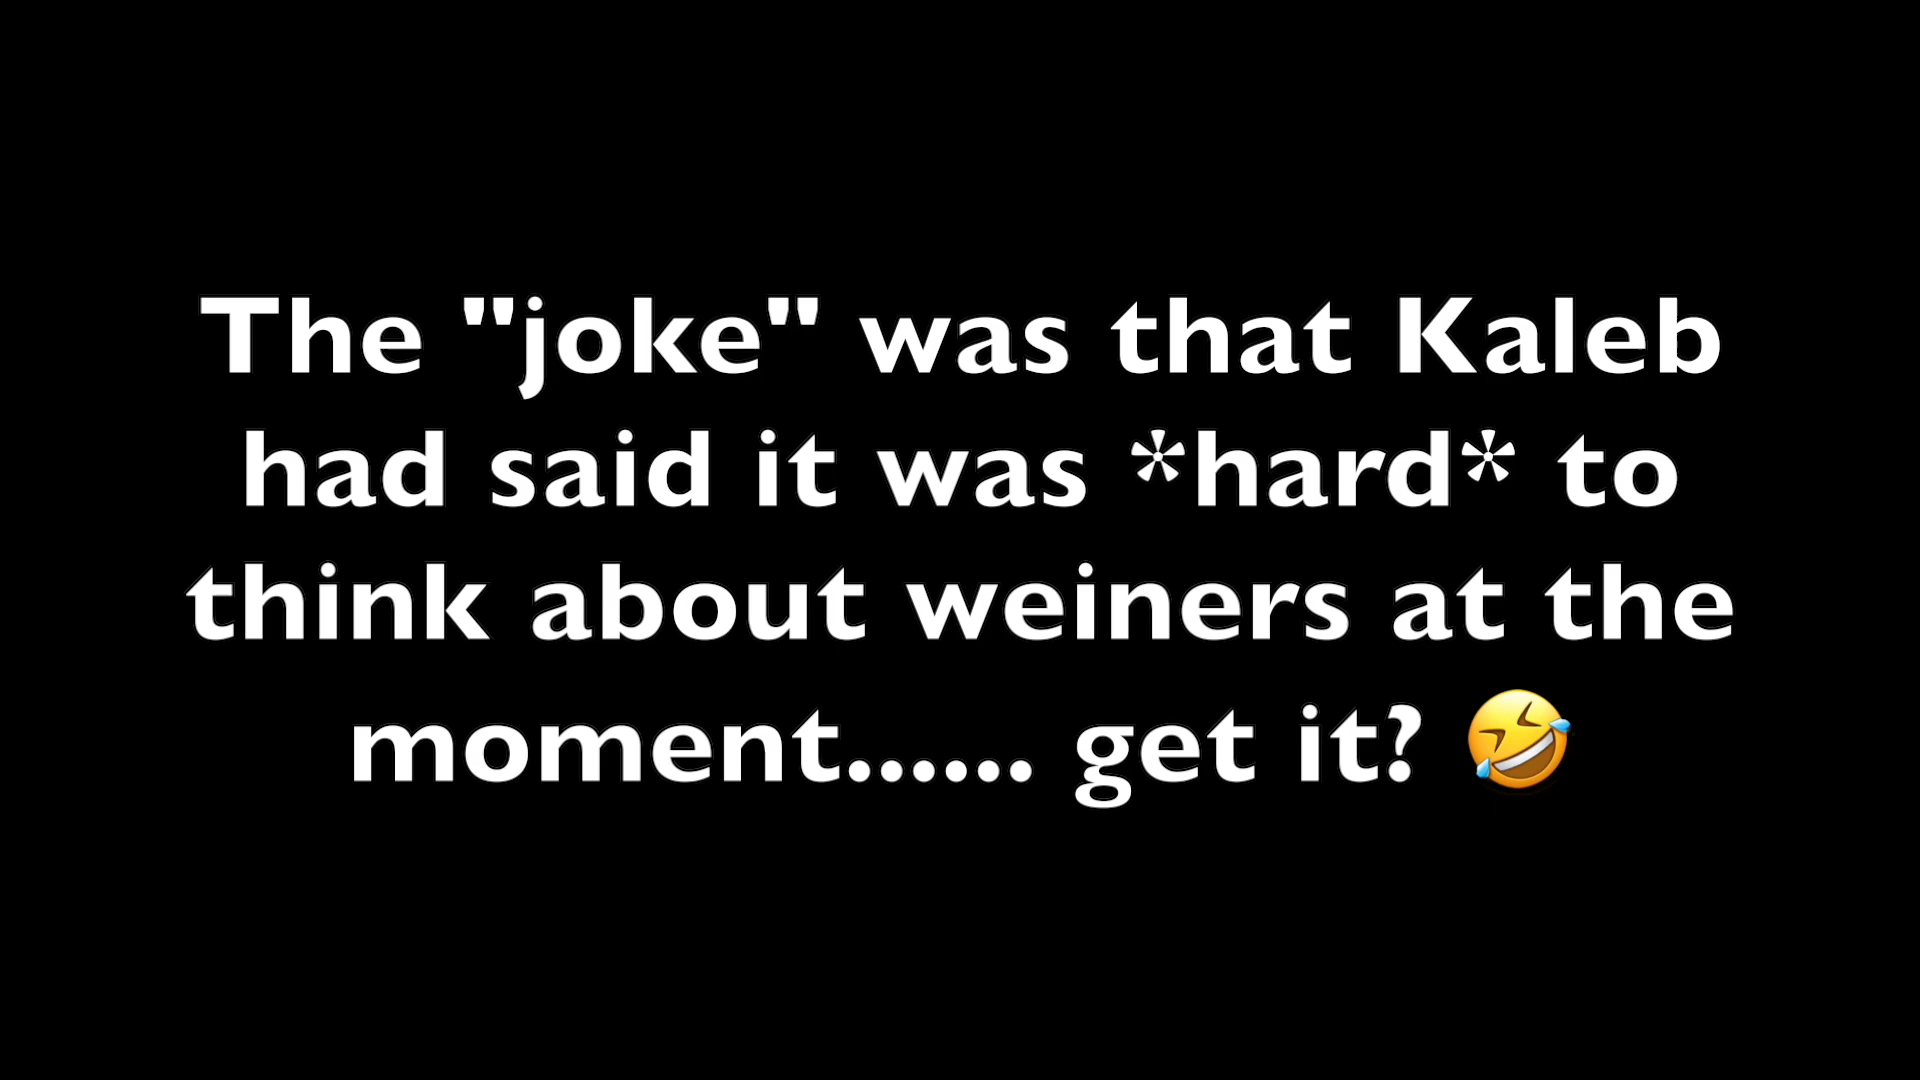 The "joke" was that Kaleb
had said it was *hard* to
think about weiners at the
moment...... get it? 🤣